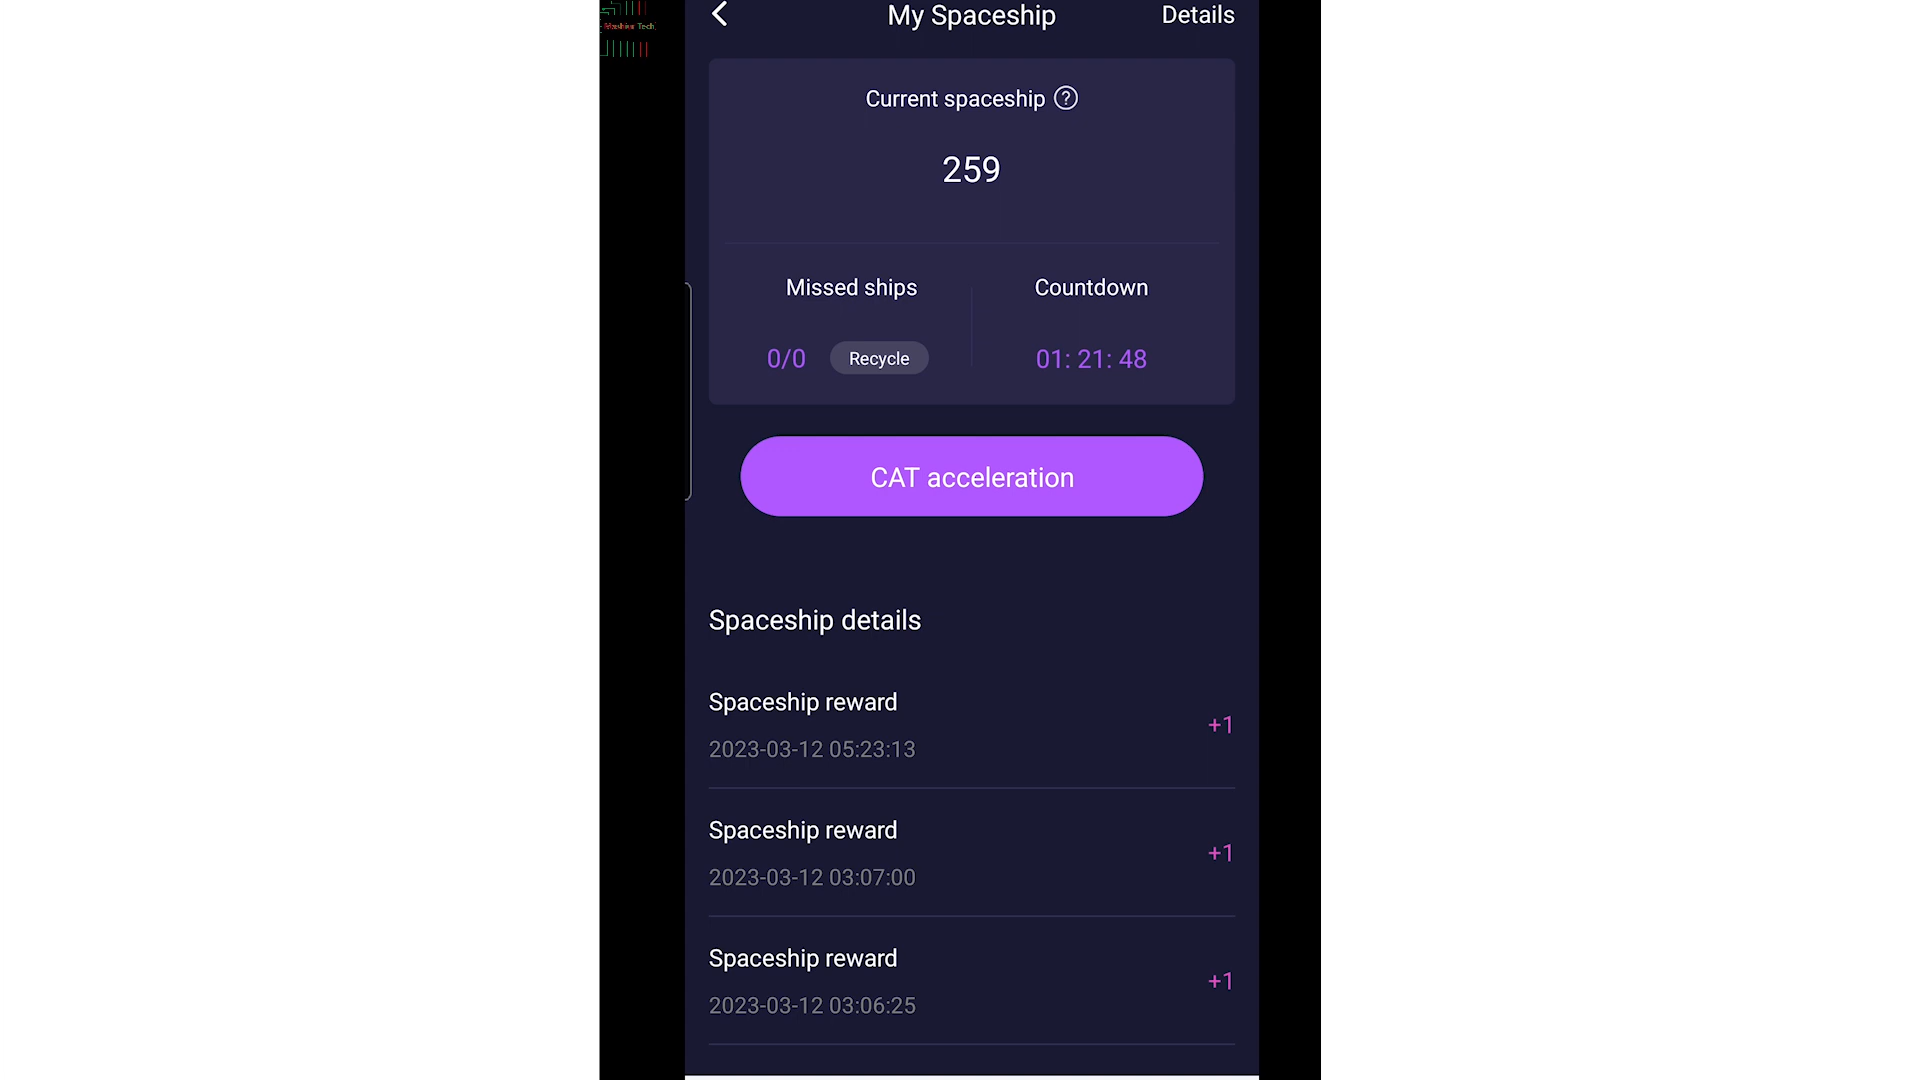 My Spaceship
Details
Current spaceship ?
259
Missed ships
Countdown
0/0
Recycle
01: 21: 48
CAT acceleration
Spaceship details
Spaceship reward
+1
2023-03-12 05:23:13
Spaceship reward
+1
2023-03-12 03:07:00
Spaceship reward
+1
2023-03-12 03:06:25